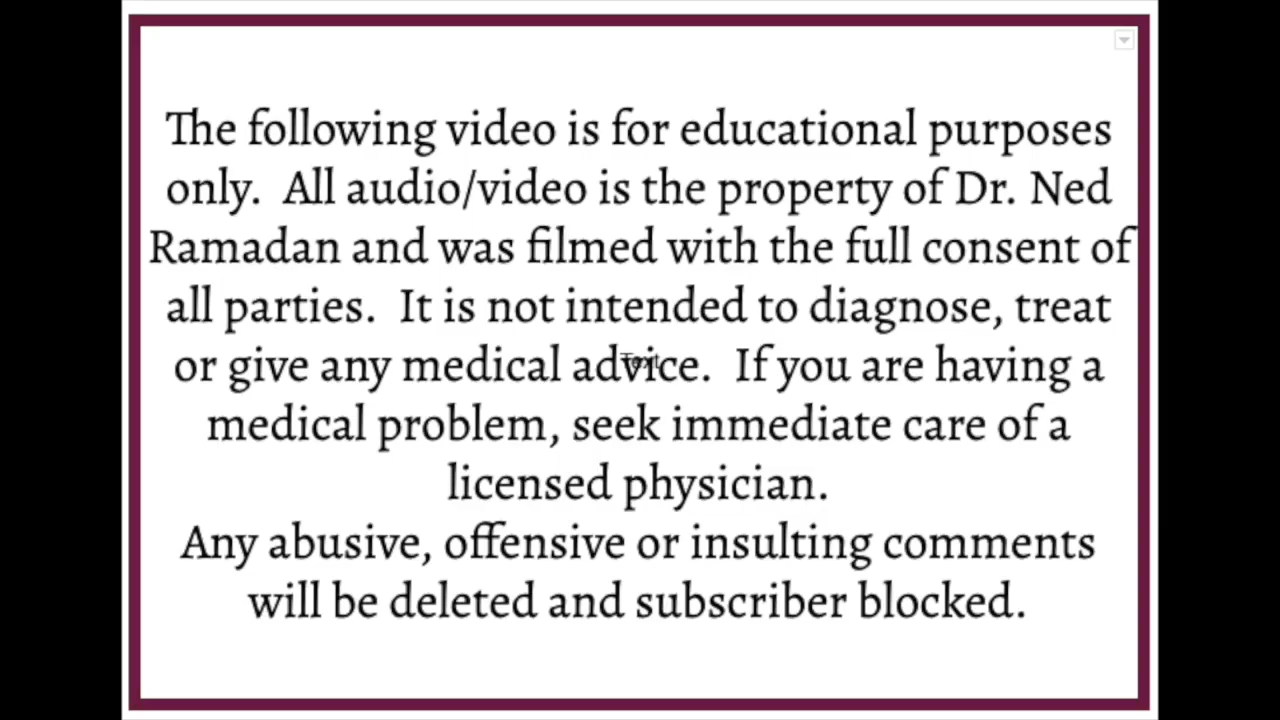 The following video is for educational purposes
only.  All audio/video is the property of Dr. Ned
Ramadan and was filmed with the full consent of
all parties.  It is not intended to diagnose, treat
or give any medical advice.  If you are having a
Text
medical problem, seek immediate care of a
licensed physician.
Any abusive, offensive or insulting comments
will be deleted and subscriber blocked.